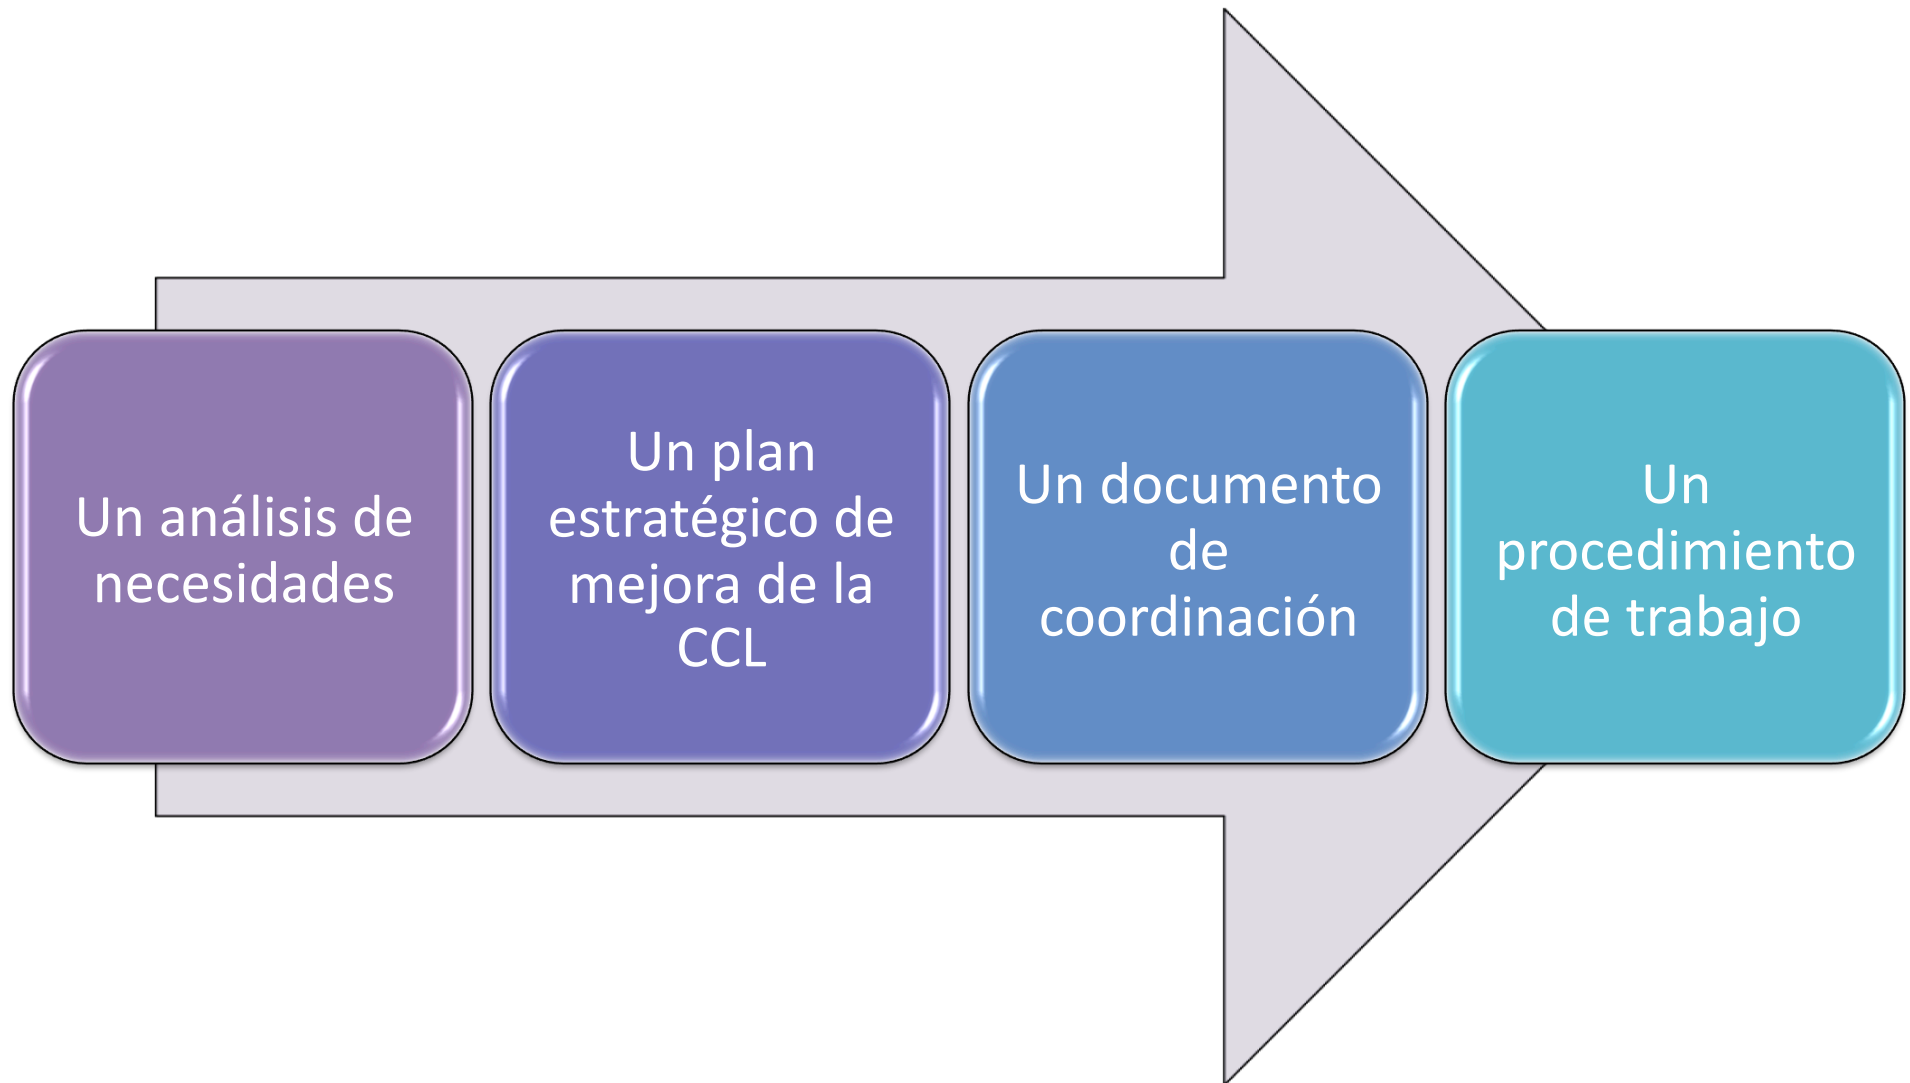 Un análisis de
necesidades
Un plan
estratégico de
mejora de la
CCL
Un documento
de
coordinación
Un
procedimiento
de trabajo